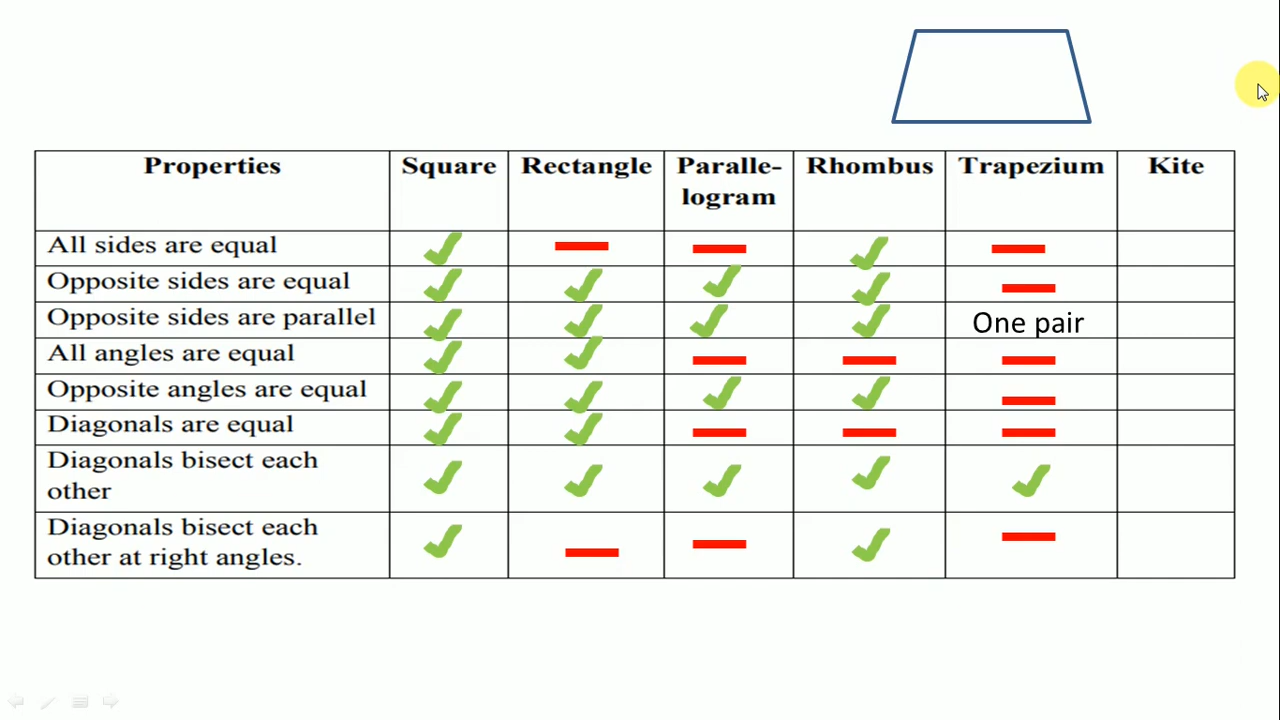 Properties Square Rectangle Paralle- Rhombus Trapezium Kite
logram
All sides are equal
Opposite sides are equal
Opposite sides are parallel One pair
All angles are equal
Opposite angles are equal
Diagonals are equal
Diagonals bisect each
other
Diagonals bisect each
other at right angles.